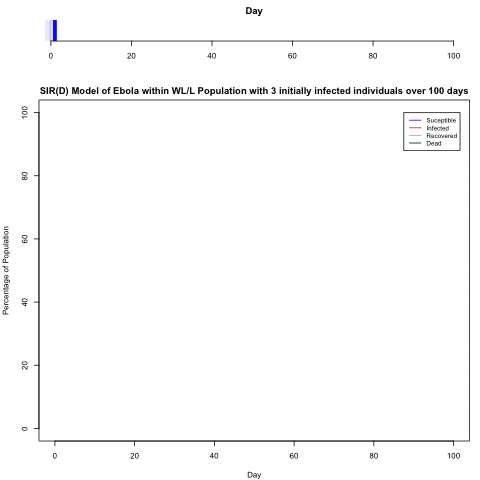 Day
0 20 40 60 80 100
SIR(D) Model of Ebola within WL/L Population with 3 initially infected individuals over 100 days
100
80
60
40
20
0
Percentage of Population
Suceptible
Infected
Recovered
Dead
0 20 40 60 80 100
Day